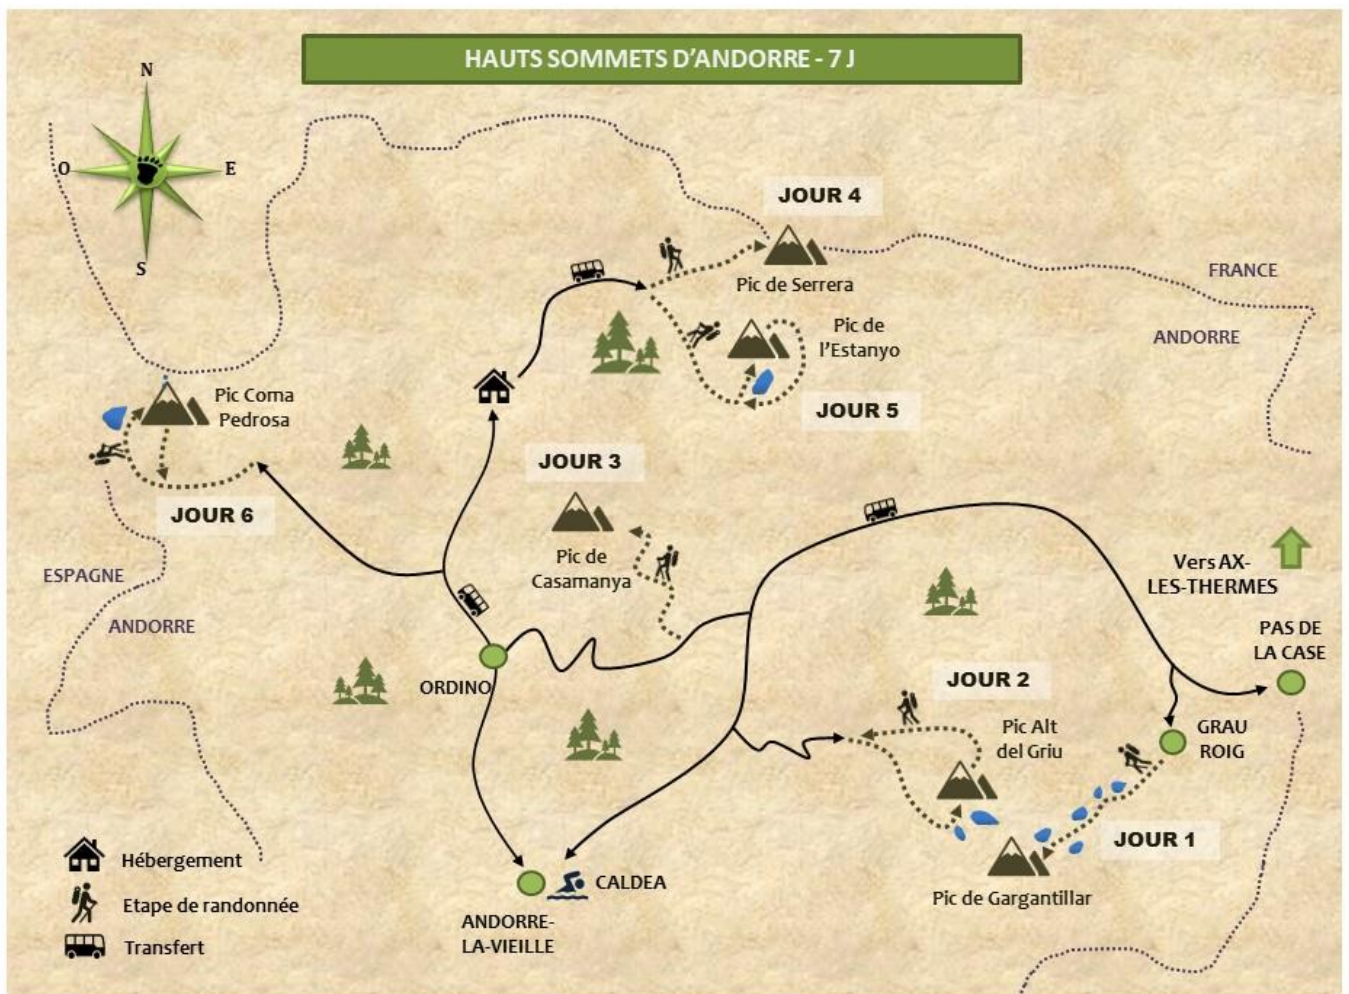 HAUTS SOMMETS D'ANDORRE - 7 J
N
O
E
S
JOUR 4
Pic de Serrera
FRANCE
ANDORRE
Pic de
l'Estanyo
JOUR 5
Pic Coma
Pedrosa
JOUR 6
JOUR 3
Pic de
Casamanya
ESPAGNE
ANDORRE
Vers AX-
LES-THERMES
PAS DE
LA CASE
ORDINO
JOUR 2
Pic Alt
del Griu
GRAU
ROIG
JOUR 1
Pic de Gargantillar
CALDEA
ANDORRE-
LA-VIEILLE
Hébergement
Etape de randonnée
Transfert